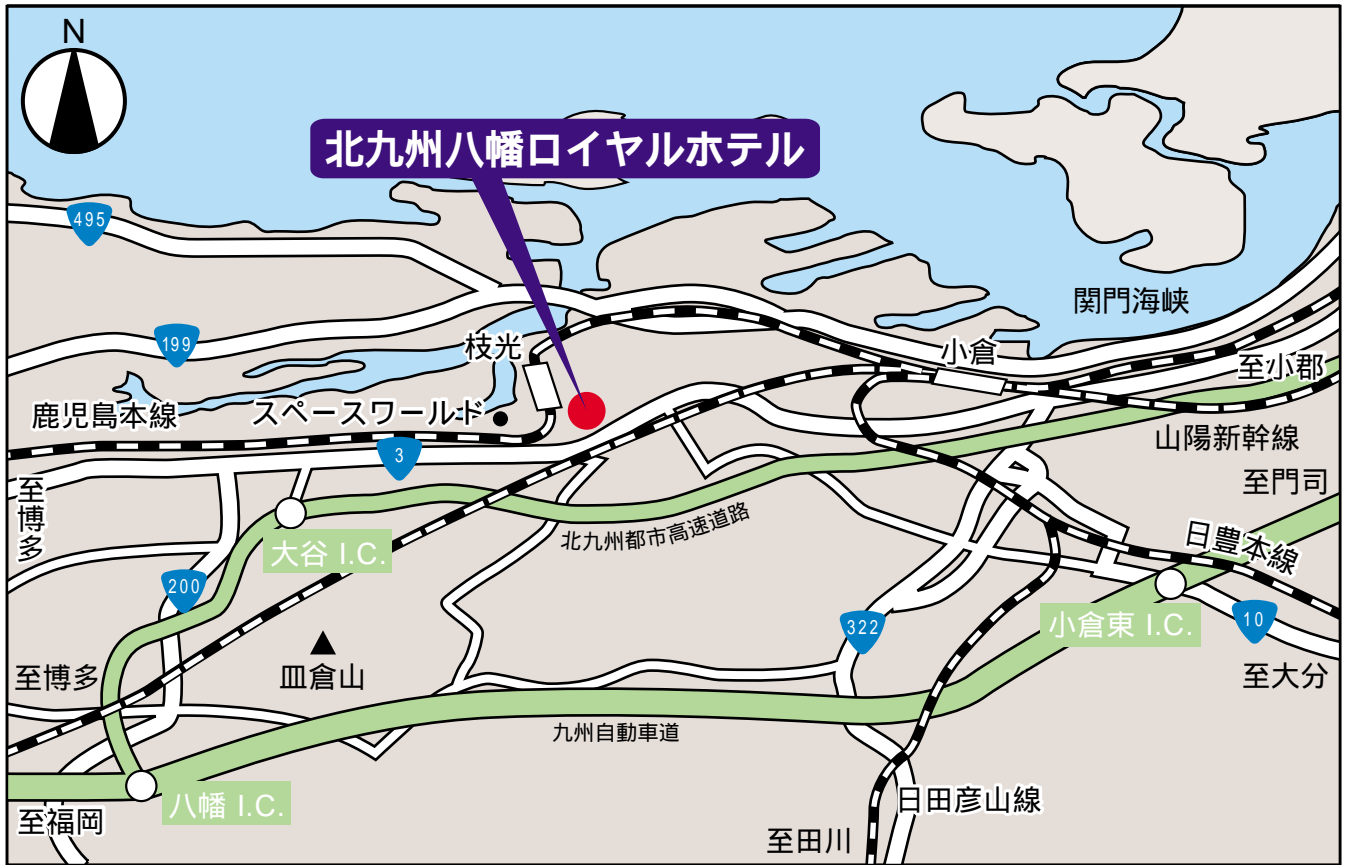 N
北九州八幡ロイヤルホテル
495
関門海峡
199
枝光
小倉
至小郡
鹿児島本線
スペースワールド
山陽新幹線
3
至門司
至博多
北九州都市高速道路
日豊本線
大谷 I.C.
200
322
小倉東 I.C.
10
至博多
皿倉山
至大分
九州自動車道
八幡 I.C.
日田彦山線
至福岡
至田川